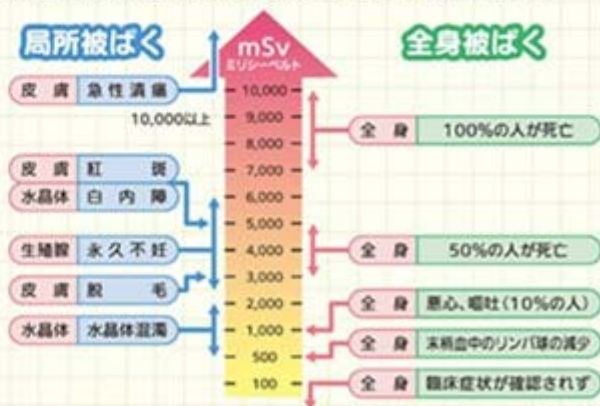 局所被ばく
全身被ばく
mSv
ミリシーベルト
皮膚 急性潰瘍
10,000以上
皮膚 紅斑
水晶体 白内障
生殖腺 永久不妊
皮膚 脱毛
水晶体 水晶体混濁
10,000
9,000
8,000
7,000
6,000
5,000
4,000
3,000
2,000
1,000
500
100
全身 100%の人が死亡
全身 50%の人が死亡
全身 悪心、嘔吐(10%の人)
全身 末梢血中のリンパ球の減少
全身 臨床症状が確認されず